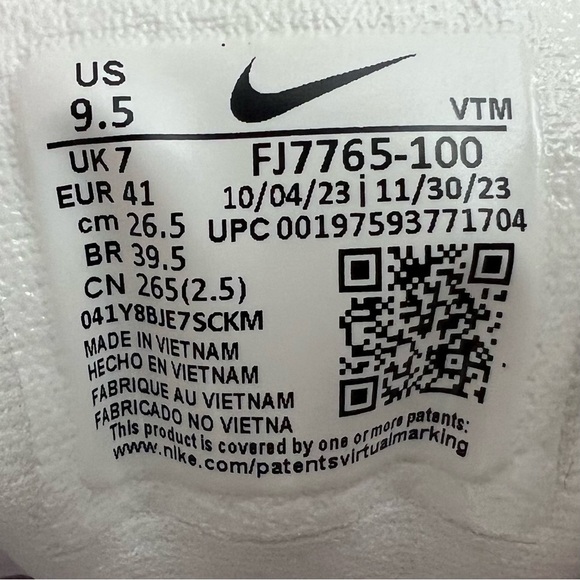 US
9.5
VTM
UK 7
FJ7765-100
EUR 41
10/04/23 | 11/30/23
cm 26.5
UPC 00197593771704
BR 39.5
CN 265(2.5)
041Y8BJE7SCKM
MADE IN VIETNAM
HECHO EN VIETNAM
FABRIQUE AU VIETNAM
FABRICADO NO VIETNA
This product is covered by one or more patents:
www.nike.com/patentsvirtualmarking